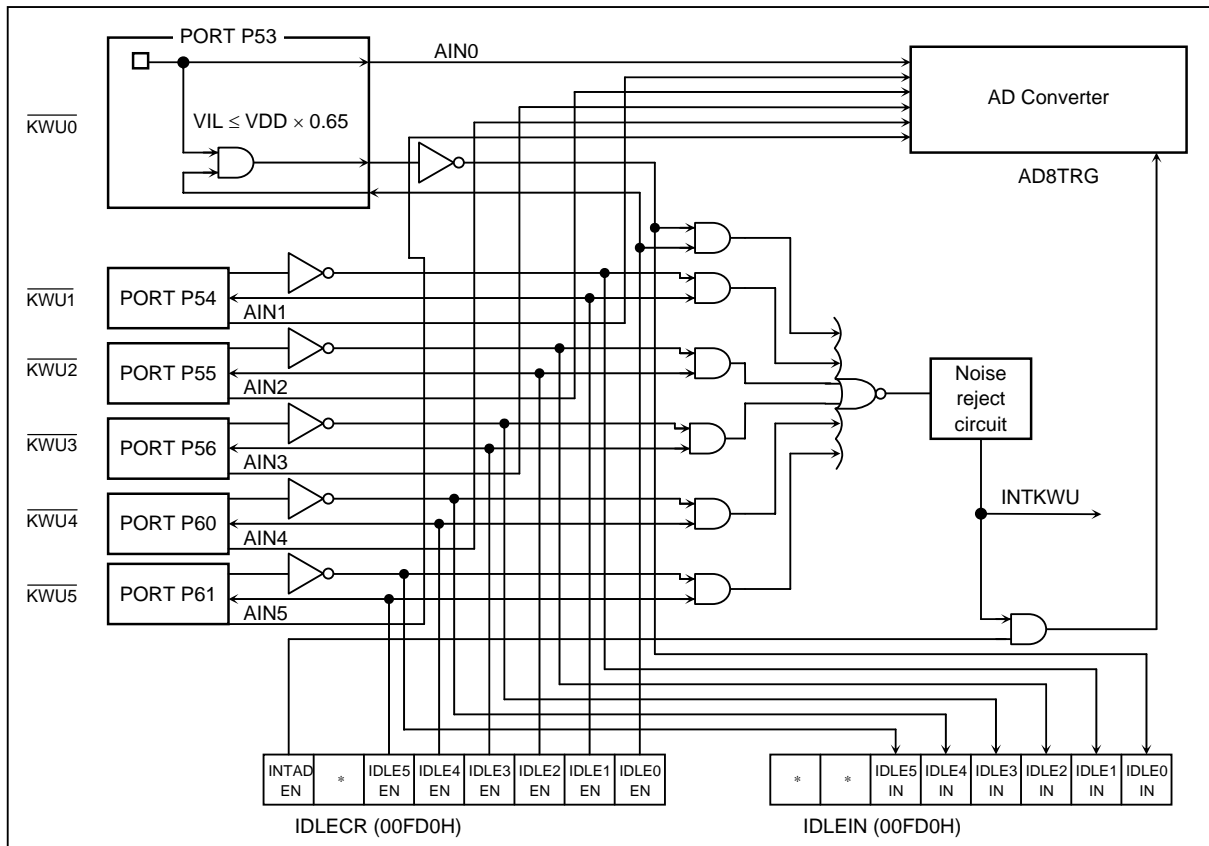 PORT P53
AIN0
AD Converter
KWU0
VIL ≤ VDD × 0.65
AD8TRG
KWU1
PORT P54
AIN1
KWU2
PORT P55
AIN2
Noise
reject
circuit
KWU3
PORT P56
AIN3
INTKWU
KWU4
PORT P60
AIN4
KWU5
PORT P61
AIN5
INTAD EN
*
IDLE5 EN
IDLE4 EN
IDLE3 EN
IDLE2 EN
IDLE1 EN
IDLE0 EN
*
*
IDLE5 IN
IDLE4 IN
IDLE3 IN
IDLE2 IN
IDLE1 IN
IDLE0 IN
IDLECR (00FD0H)
IDLEIN (00FD0H)